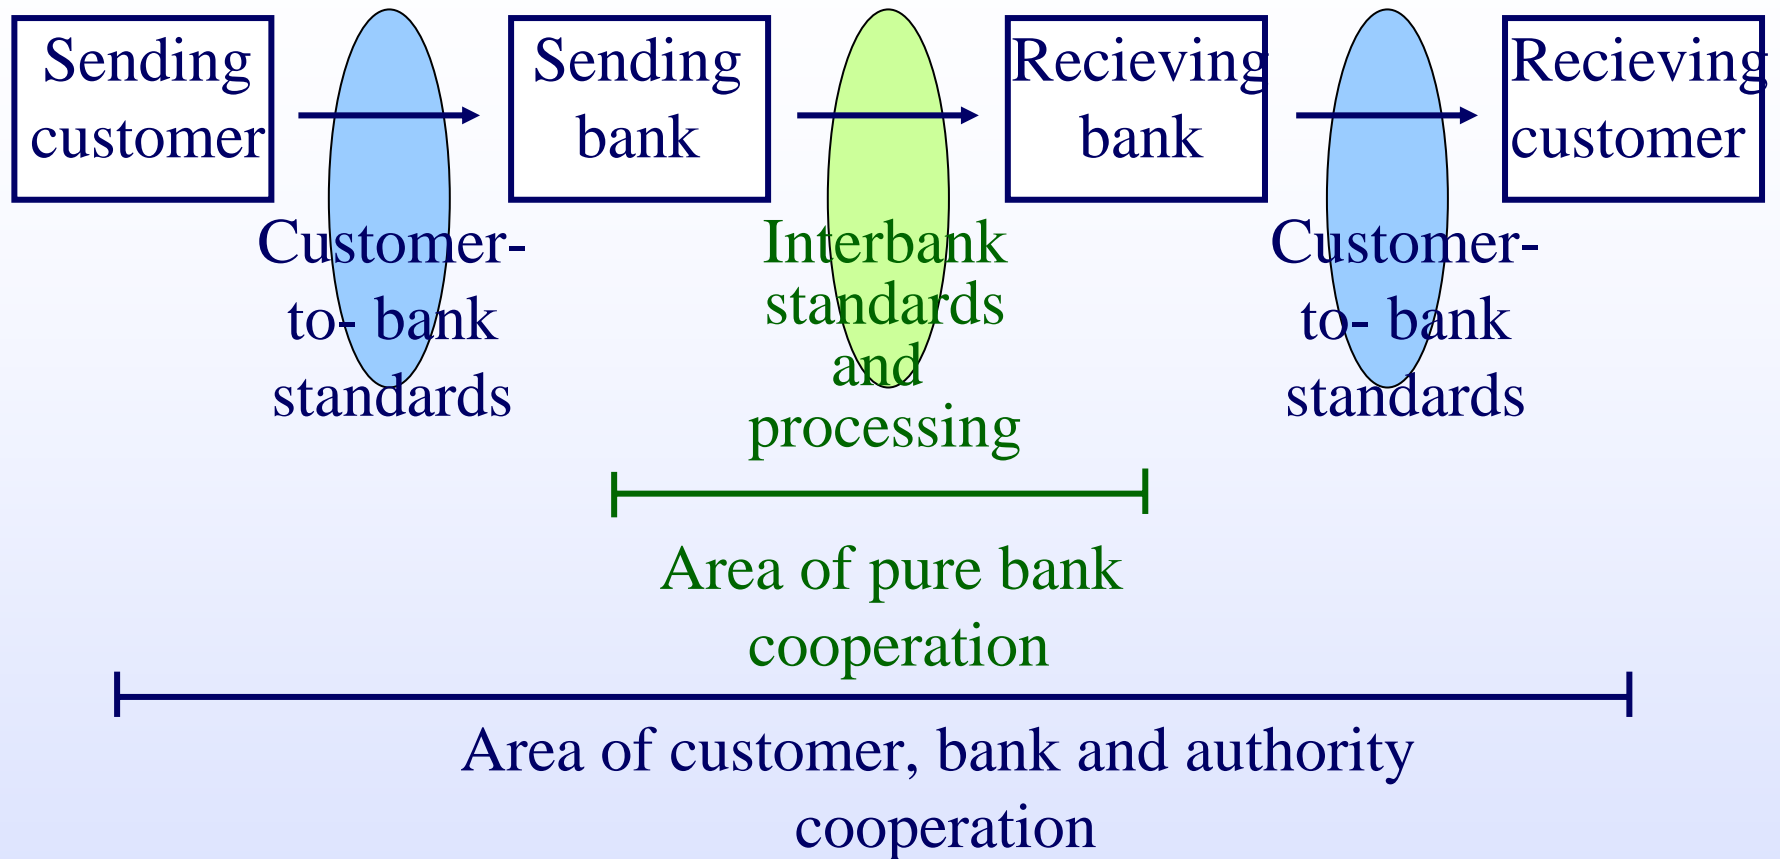 Sending
customer
Sending
bank
Recieving
bank
Recieving
customer
Customer-
to- bank
standards
Interbank
standards
and
processing
Customer-
to- bank
standards
Area of pure bank
cooperation
Area of customer, bank and authority
cooperation